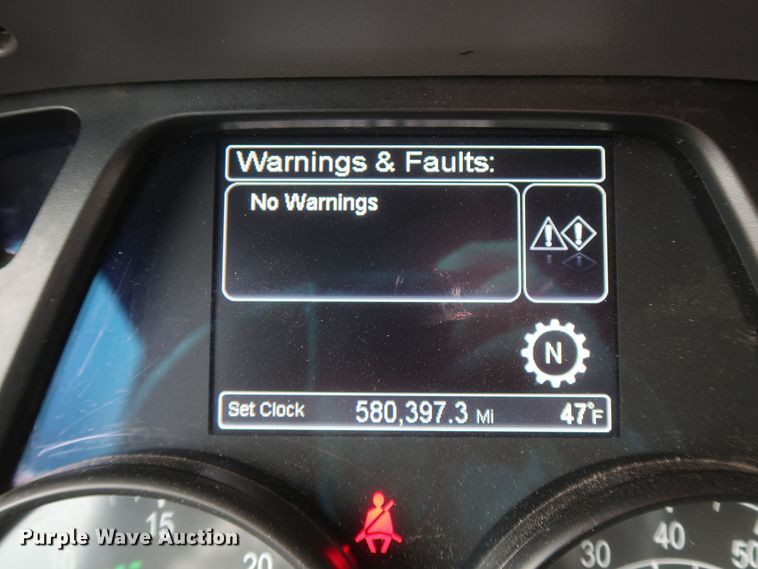 Warnings & Faults:
No Warnings
N
Set Clock 580,397.3 Mi 47°F
15
20
30
40
50
Purple Wave Auction